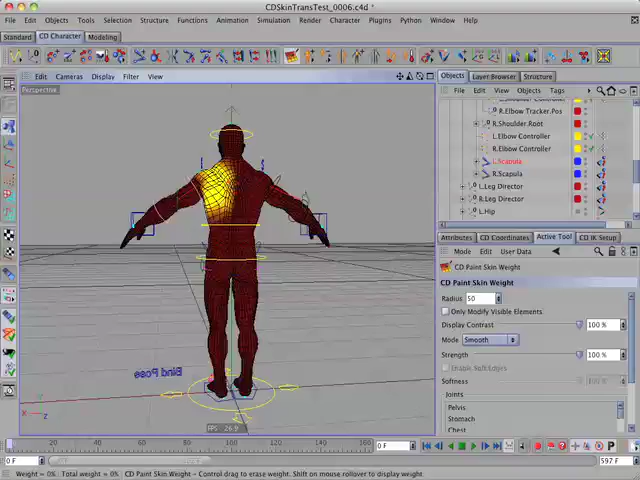 CDSkinTransTest_0006.c4d *
File Edit Objects Tools Selection Structure Functions Animation Simulation Render Character Plugins Python Window Help
Standard CD Character Modeling
Edit Cameras Display Filter View
Perspective
Bind Pose
FPS : 26.9
Objects Layer Browser Structure
File Edit View Objects Tags
R.Elbow Tracker.Pos
R.Shoulder.Root
L.Elbow Controller
R.Elbow Controller
L.Scapula
R.Scapula
L.Leg Director
R.Leg Director
L.Hip
Attributes CD Coordinates Active Tool CD IK Setup
Mode Edit User Data
CD Paint Skin Weight
CD Paint Skin Weight
Radius 50
Only Modify Visible Elements
Display Contrast 100 %
Mode Smooth
Strength 100 %
Enable Soft Edges
Softness 100 %
Joints
Pelvis
Stomach
Chest
0 20 40 60 80 100 120 140 160
0 F
0 F
597 F
Weight = 0% Total weight = 0% CD Paint Skin Weight - Control drag to erase weight. Shift on mouse rollover to display weight.